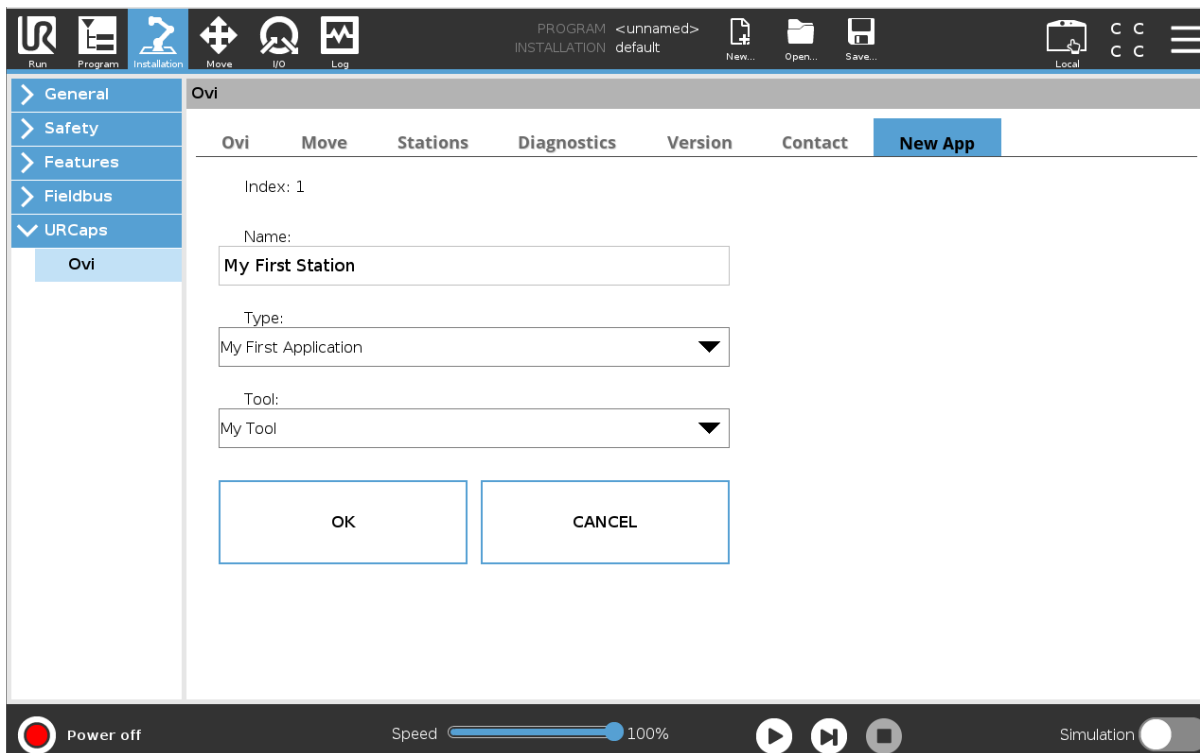 PROGRAM <unnamed>
INSTALLATION default
UR
Run
Program
Installation
Move
I/O
Log
New...
Open...
Save...
Local
C C
C C
General
Safety
Features
Fieldbus
URCaps
Ovi
Ovi
Ovi Move Stations Diagnostics Version Contact New App
Index: 1
Name:
My First Station
Type:
My First Application
Tool:
My Tool
OK CANCEL
Power off
Speed 100%
Simulation